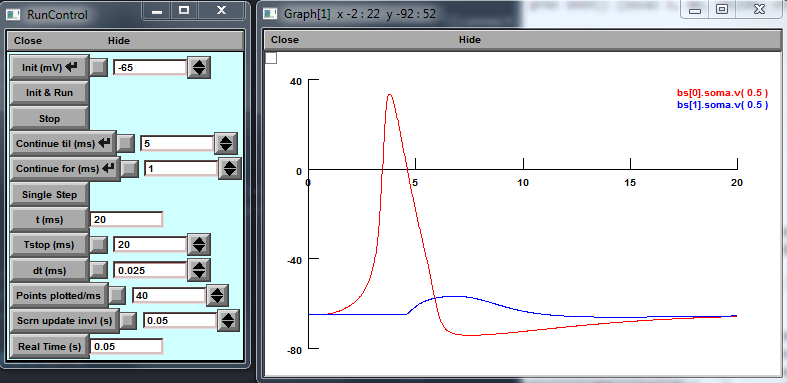 RunControl
Close Hide
Init (mV) -65
Init & Run
Stop
Continue til (ms) 5
Continue for (ms) 1
Single Step
t (ms) 20
Tstop (ms) 20
dt (ms) 0.025
Points plotted/ms 40
Scrn update invl (s) 0.05
Real Time (s) 0.05
Graph[1] x -2 : 22 y -92 : 52
Close Hide
40
bs[0].soma.v( 0.5 )
bs[1].soma.v( 0.5 )
0
0 5 10 15 20
-40
-80